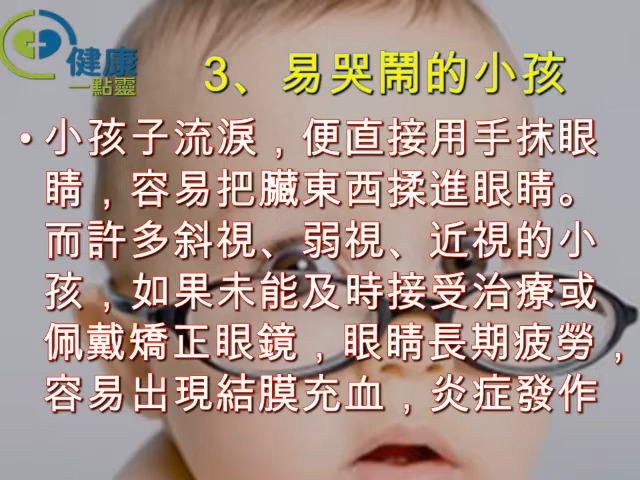 健康
一點靈
3、易哭鬧的小孩
• 小孩子流淚，便直接用手抹眼
睛，容易把臟東西揉進眼睛。
而許多斜視、弱視、近視的小
孩，如果未能及時接受治療或
佩戴矯正眼鏡，眼睛長期疲勞，
容易出現結膜充血，炎症發作